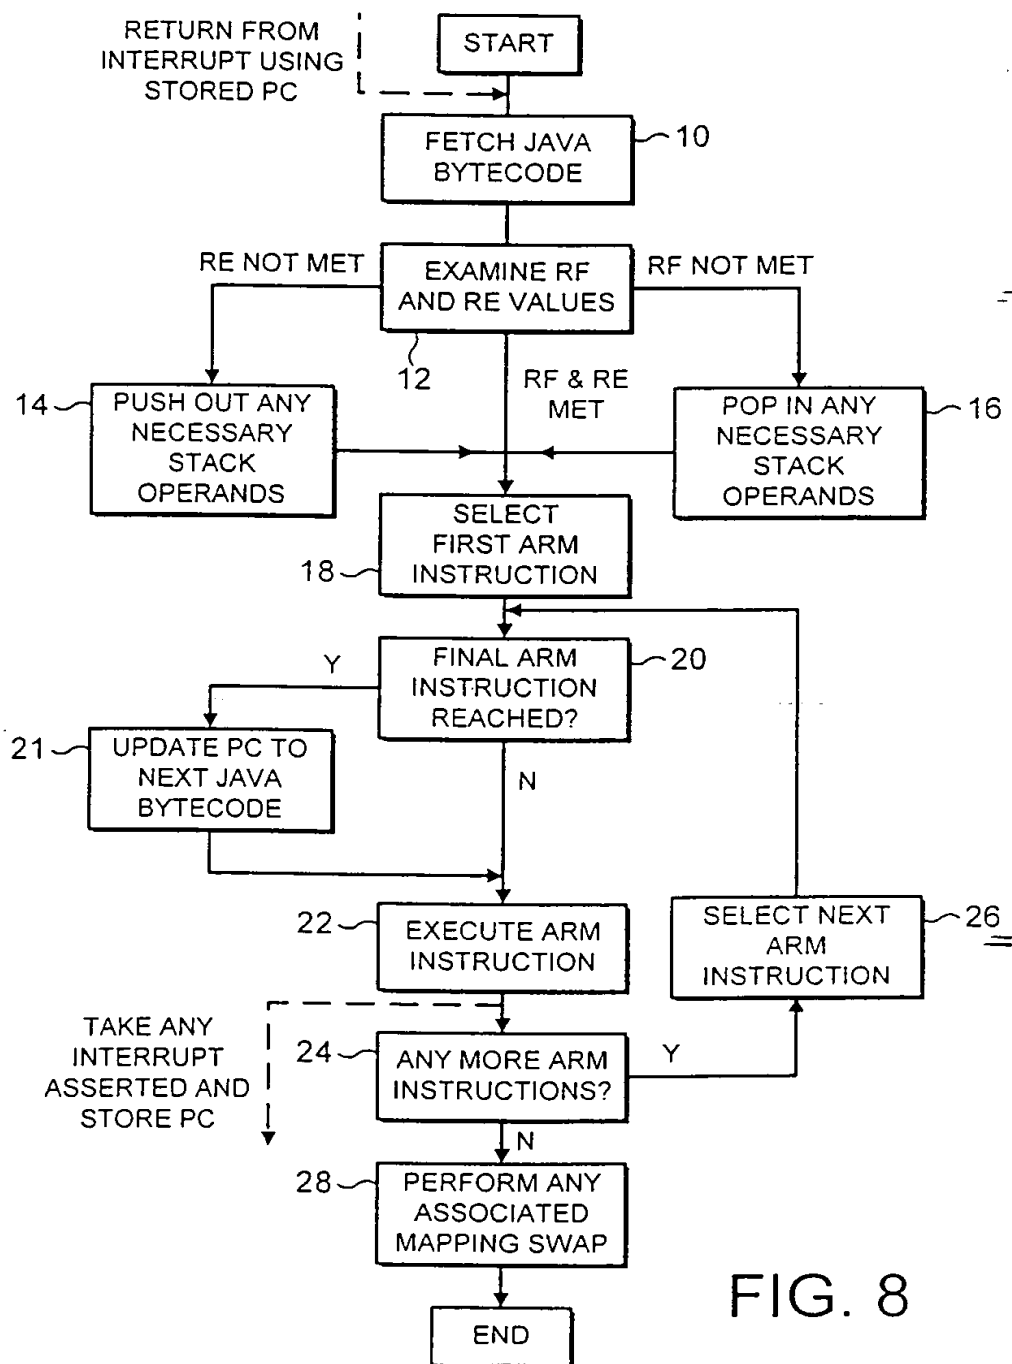 RETURN FROM
INTERRUPT USING
STORED PC
START
FETCH JAVA
BYTECODE
10
RE NOT MET
EXAMINE RF
AND RE VALUES
RF NOT MET
12
RF & RE
MET
14
PUSH OUT ANY
NECESSARY
STACK
OPERANDS
POP IN ANY
NECESSARY
STACK
OPERANDS
16
SELECT
FIRST ARM
INSTRUCTION
18
Y
FINAL ARM
INSTRUCTION
REACHED?
20
21
UPDATE PC TO
NEXT JAVA
BYTECODE
N
22
EXECUTE ARM
INSTRUCTION
SELECT NEXT
ARM
INSTRUCTION
26
TAKE ANY
INTERRUPT
ASSERTED AND
STORE PC
24
ANY MORE ARM
INSTRUCTIONS?
Y
N
28
PERFORM ANY
ASSOCIATED
MAPPING SWAP
END
FIG. 8